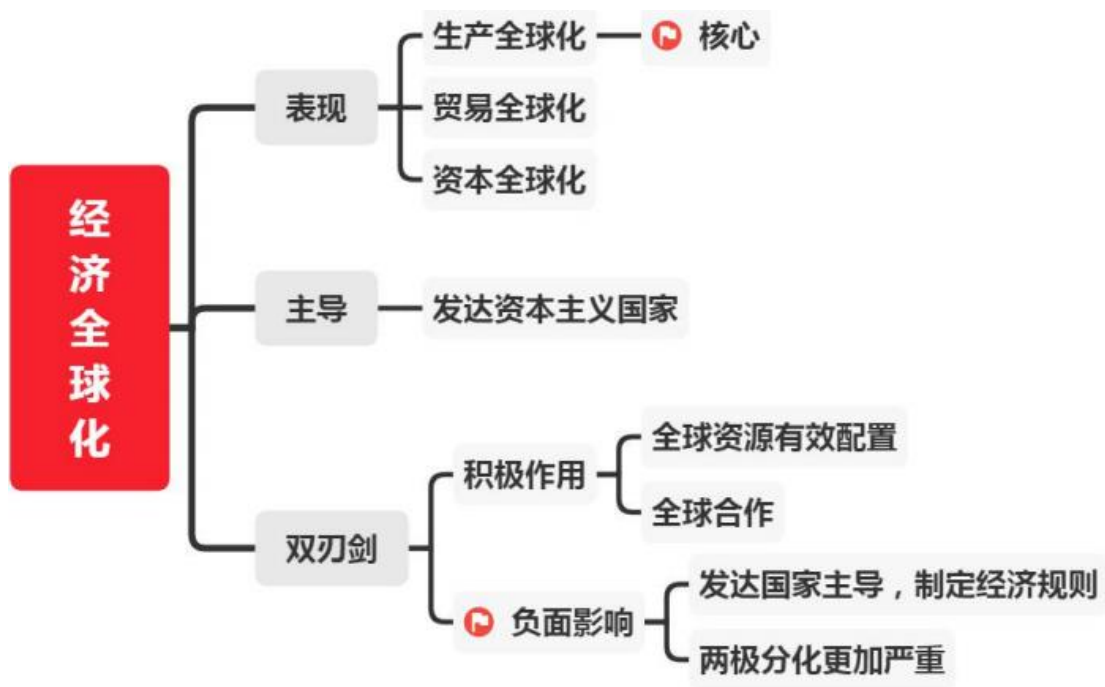 经济全球化
表现
生产全球化
核心
贸易全球化
资本全球化
主导
发达资本主义国家
双刃剑
积极作用
全球资源有效配置
全球合作
负面影响
发达国家主导，制定经济规则
两极分化更加严重